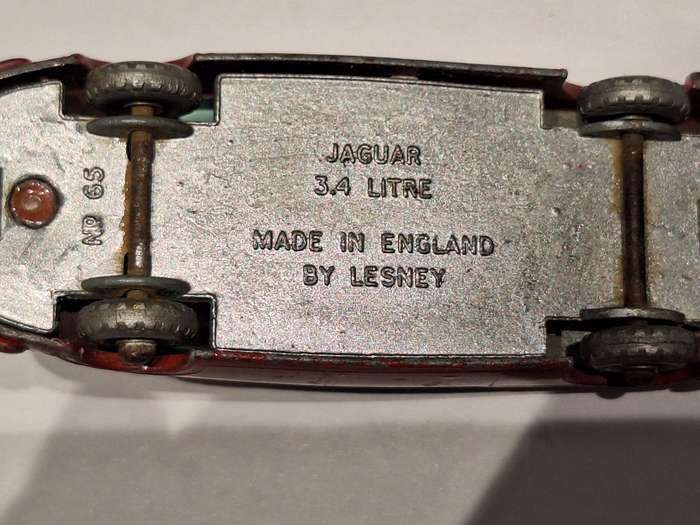 JAGUAR
3.4 LITRE
MADE IN ENGLAND
BY LESNEY
Nº 65